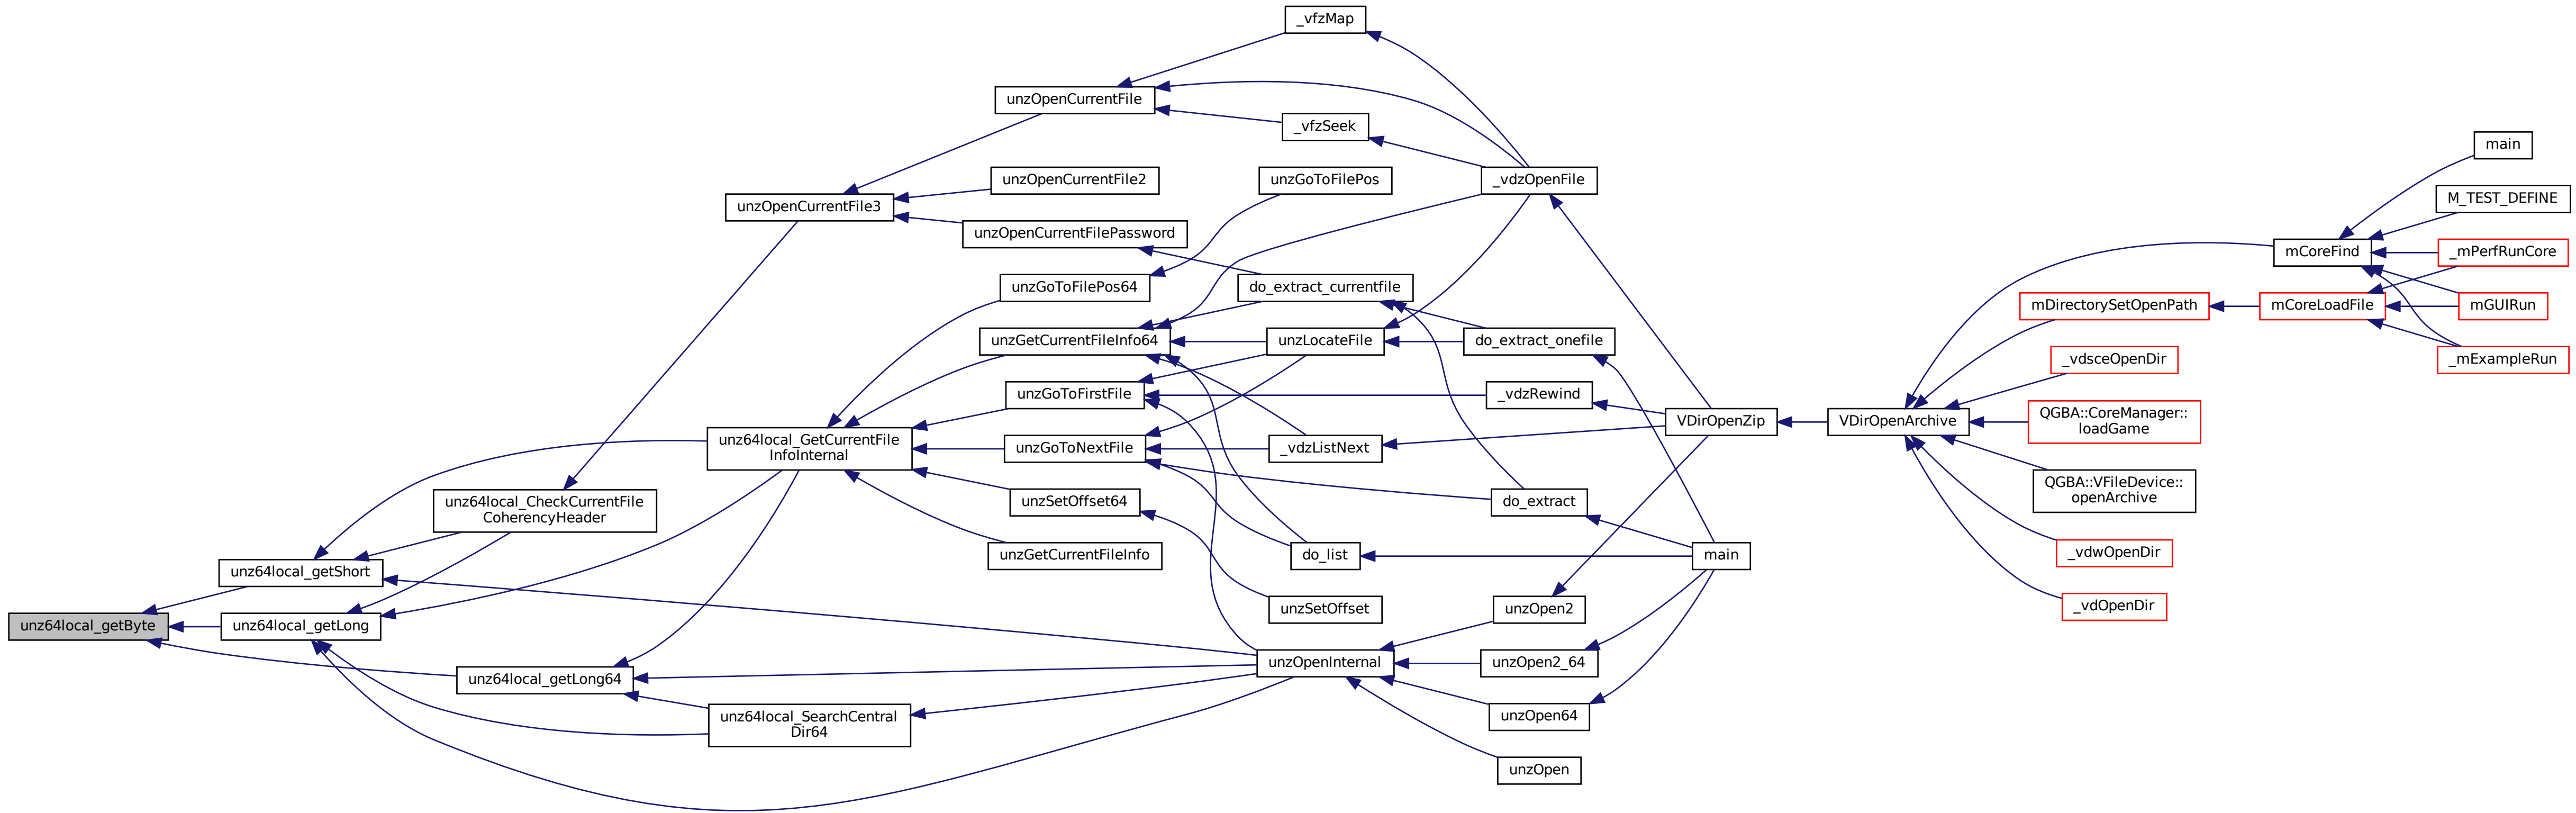 _vfzMap
unzOpenCurrentFile
_vfzSeek
main
unzOpenCurrentFile2
unzGoToFilePos
_vdzOpenFile
M_TEST_DEFINE
unzOpenCurrentFile3
unzOpenCurrentFilePassword
mCoreFind
_mPerfRunCore
unzGoToFilePos64
do_extract_currentfile
mDirectorySetOpenPath
mCoreLoadFile
mGUIRun
unzGetCurrentFileInfo64
unzLocateFile
do_extract_onefile
_vdsceOpenDir
_mExampleRun
unzGoToFirstFile
_vdzRewind
VDirOpenZip
VDirOpenArchive
QGBA::CoreManager::
loadGame
unz64local_GetCurrentFile
InfoInternal
unzGoToNextFile
_vdzListNext
QGBA::VFileDevice::
openArchive
unz64local_CheckCurrentFile
CoherencyHeader
unzSetOffset64
do_extract
unzGetCurrentFileInfo
do_list
main
_vdwOpenDir
unz64local_getShort
unzSetOffset
unzOpen2
_vdOpenDir
unz64local_getByte
unz64local_getLong
unz64local_getLong64
unzOpenInternal
unzOpen2_64
unz64local_SearchCentral
Dir64
unzOpen64
unzOpen